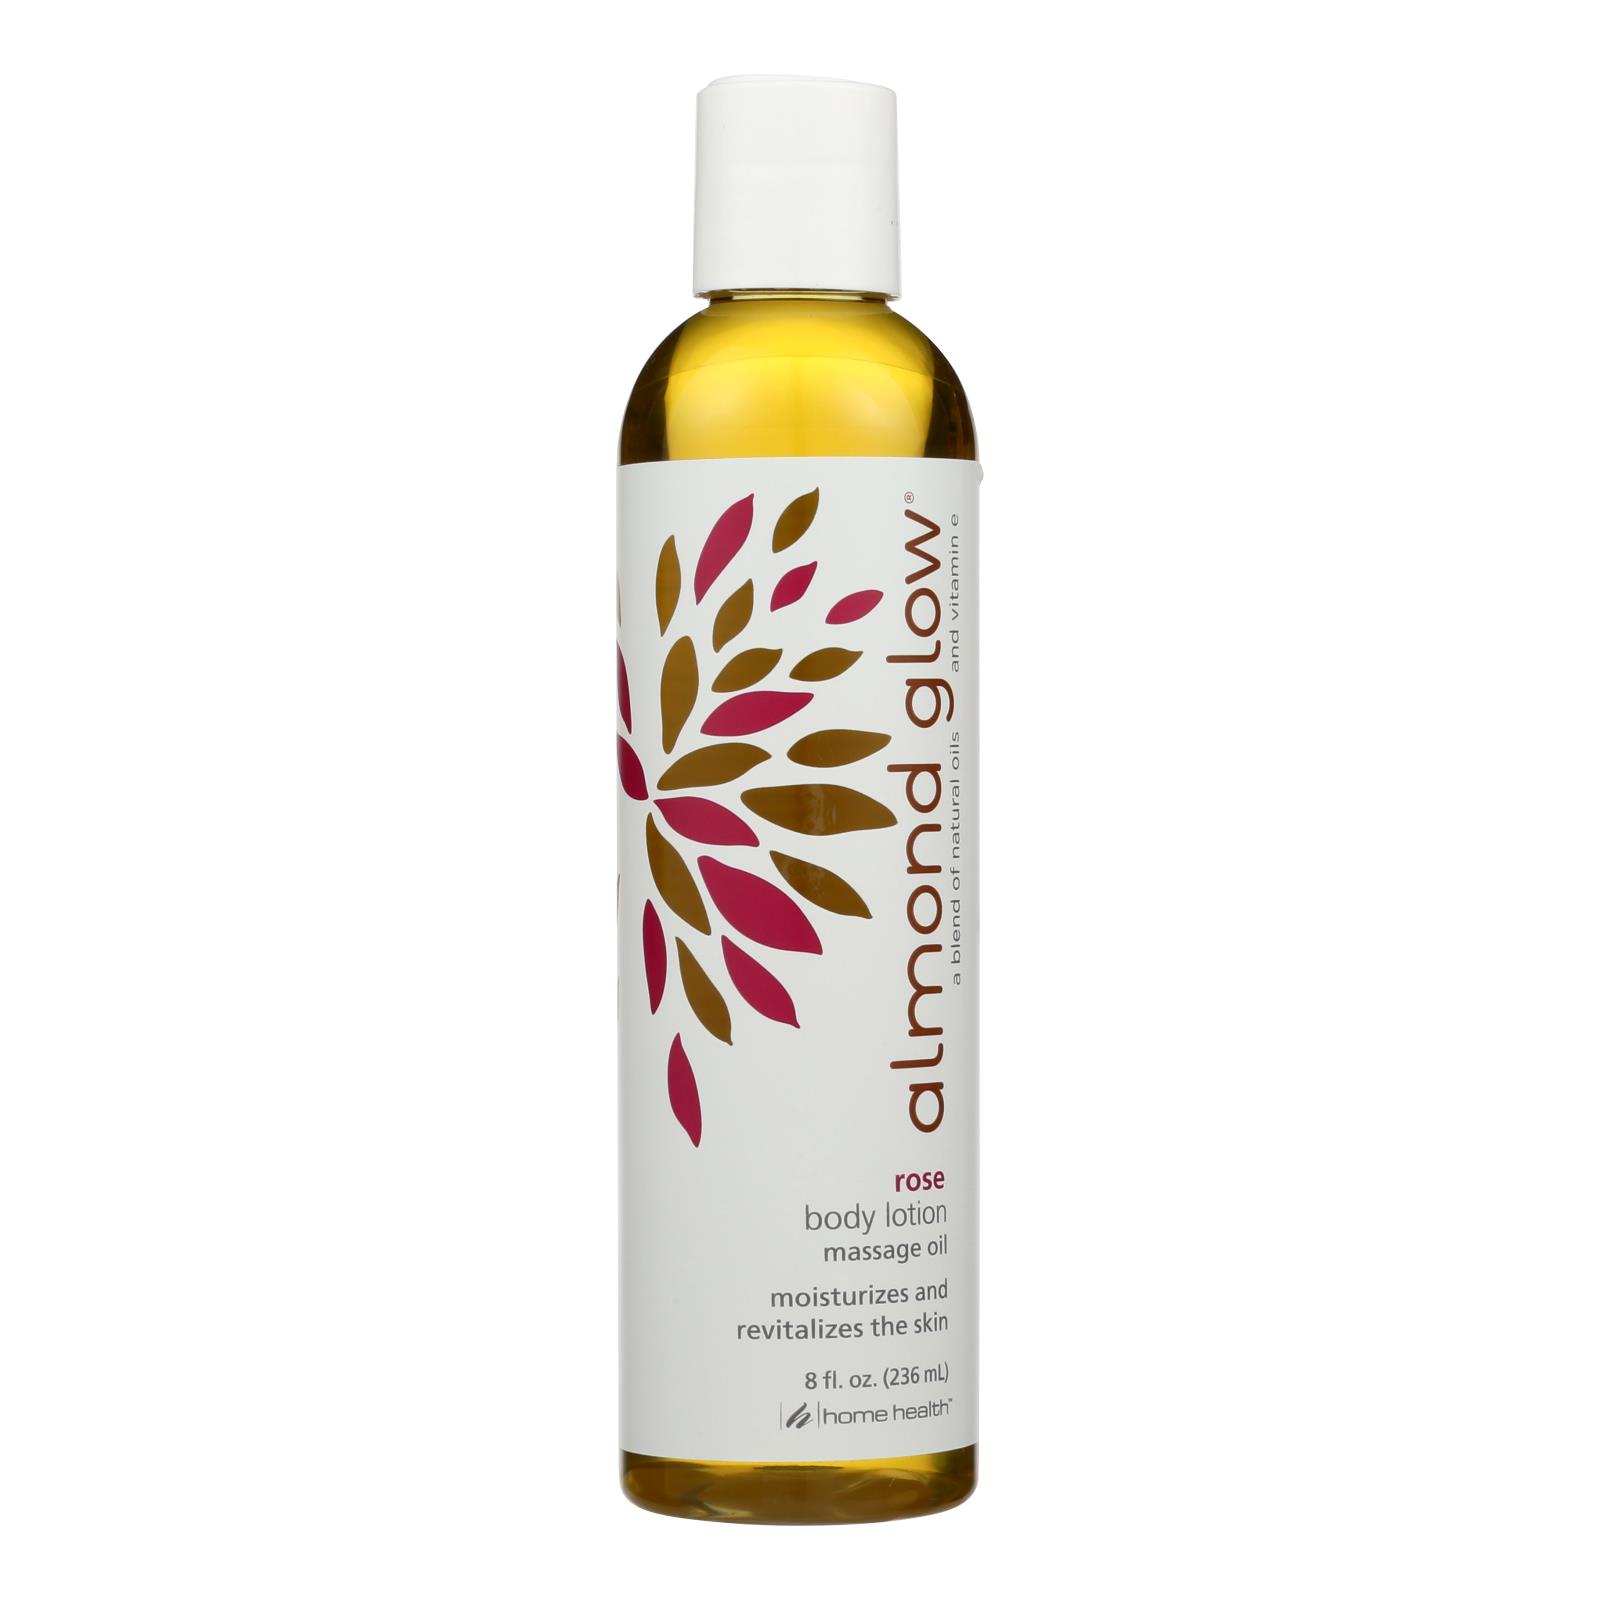 almond glow®
a blend of natural oils and vitamin e
rose
body lotion
massage oil
moisturizes and
revitalizes the skin
8 fl. oz. (236 mL)
home health™